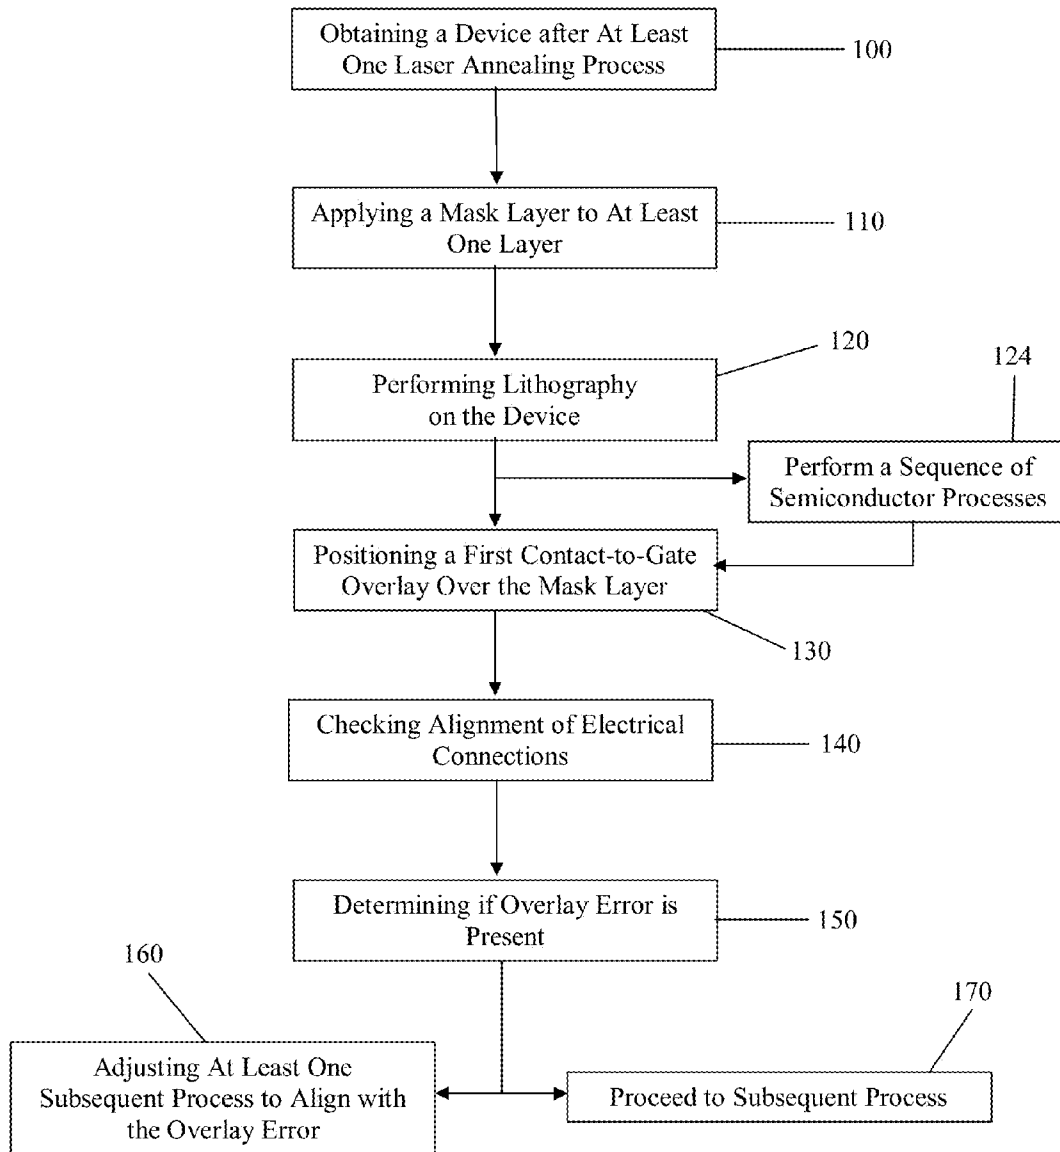 Obtaining a Device after At Least
One Laser Annealing Process
100
Applying a Mask Layer to At Least
One Layer
110
120
Performing Lithography
on the Device
124
Perform a Sequence of
Semiconductor Processes
Positioning a First Contact-to-Gate
Overlay Over the Mask Layer
130
Checking Alignment of Electrical
Connections
140
Determining if Overlay Error is
Present
150
160
Adjusting At Least One
Subsequent Process to Align with
the Overlay Error
170
Proceed to Subsequent Process